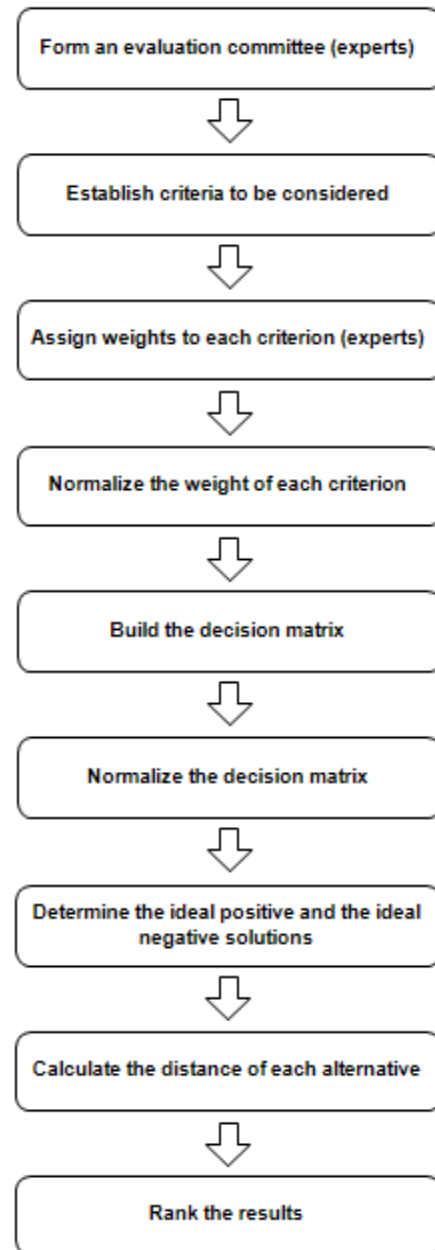 Form an evaluation committee (experts)
Establish criteria to be considered
Assign weights to each criterion (experts)
Normalize the weight of each criterion
Build the decision matrix
Normalize the decision matrix
Determine the ideal positive and the ideal
negative solutions
Calculate the distance of each alternative
Rank the results